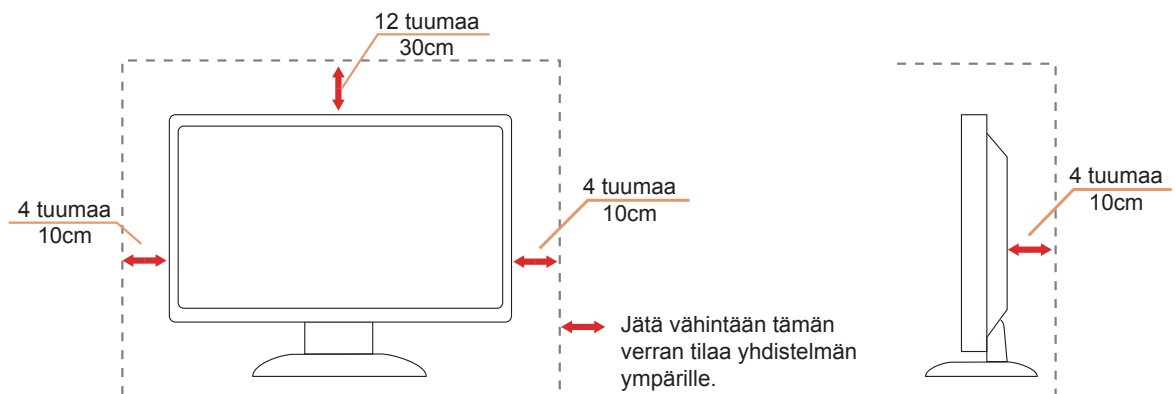 12 tuumaa
30cm
4 tuumaa
10cm
4 tuumaa
10cm
4 tuumaa
10cm
Jätä vähintään tämän
verran tilaa yhdistelmän
ympärille.